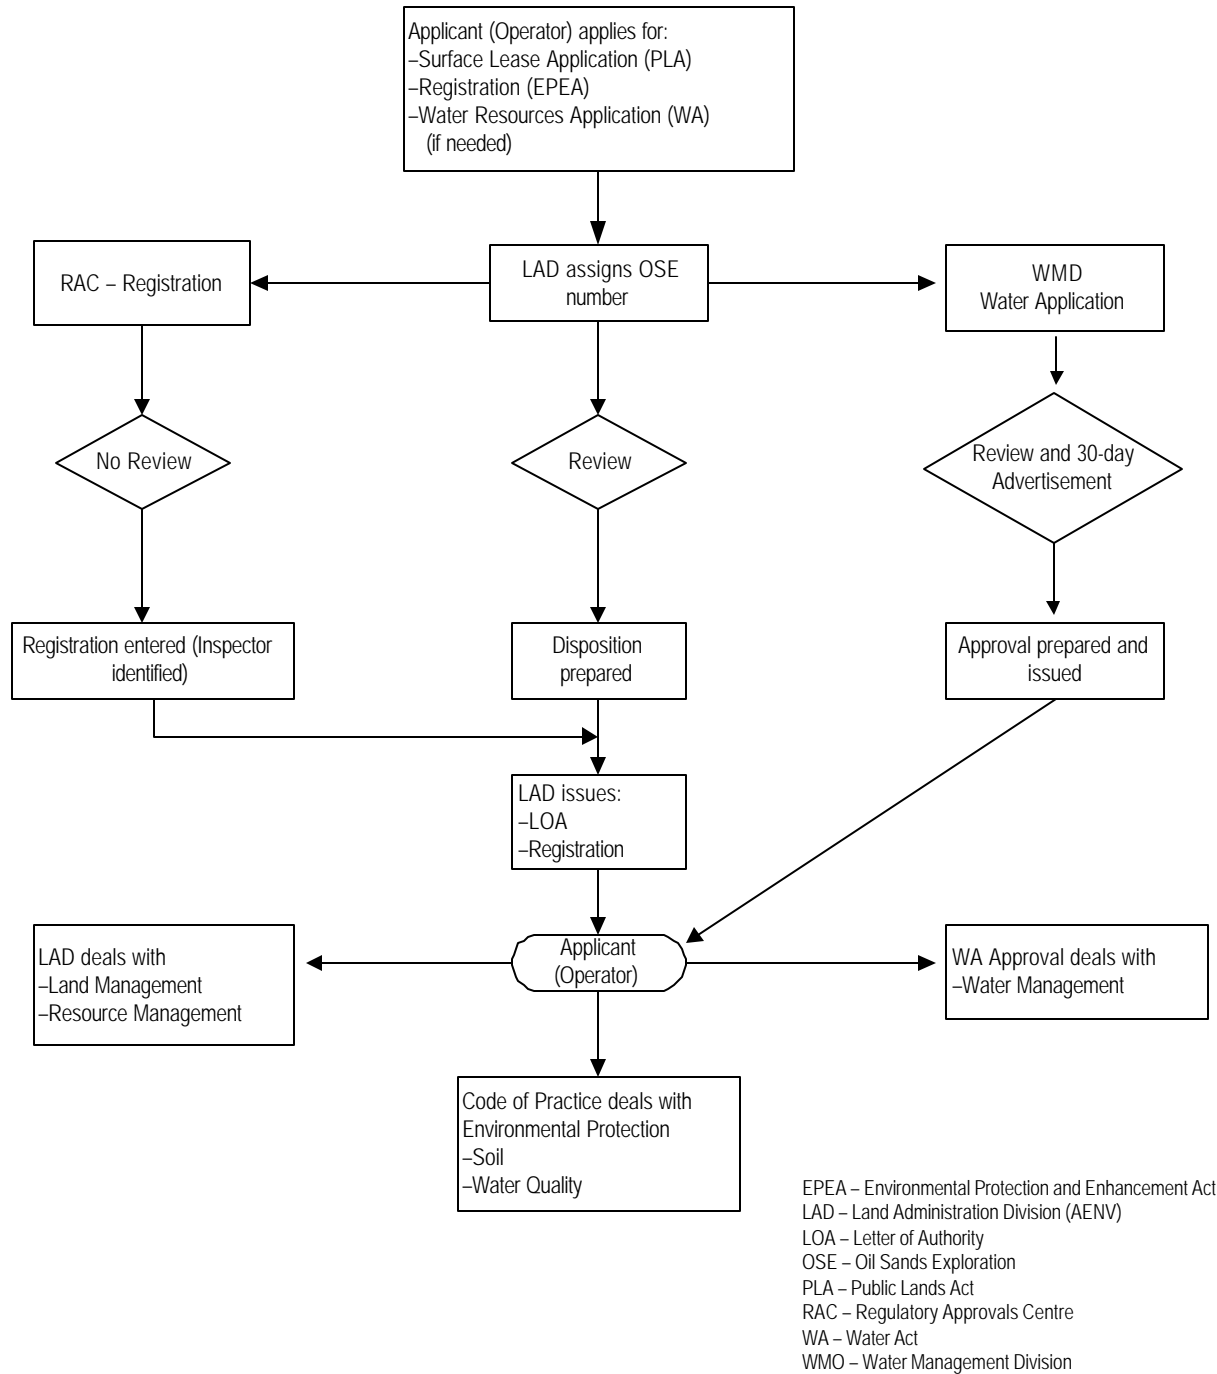 Applicant (Operator) applies for:
–Surface Lease Application (PLA)
–Registration (EPEA)
–Water Resources Application (WA)
(if needed)
RAC – Registration
LAD assigns OSE
number
WMD
Water Application
No Review
Review
Review and 30-day
Advertisement
Registration entered (Inspector
identified)
Disposition
prepared
Approval prepared and
issued
LAD issues:
–LOA
–Registration
LAD deals with
–Land Management
–Resource Management
Applicant
(Operator)
WA Approval deals with
–Water Management
Code of Practice deals with
Environmental Protection
–Soil
–Water Quality
EPEA – Environmental Protection and Enhancement Act
LAD – Land Administration Division (AENV)
LOA – Letter of Authority
OSE – Oil Sands Exploration
PLA – Public Lands Act
RAC – Regulatory Approvals Centre
WA – Water Act
WMO – Water Management Division